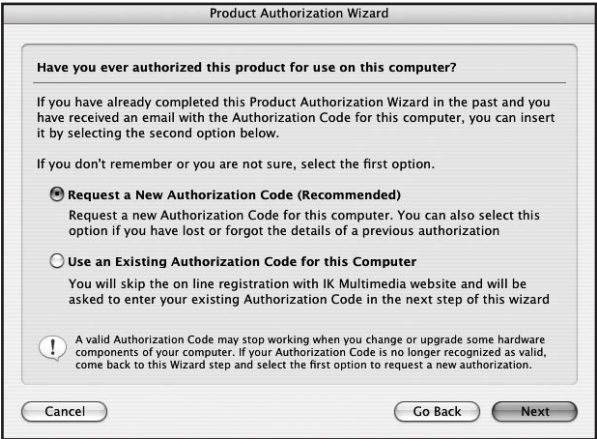 Product Authorization Wizard
Have you ever authorized this product for use on this computer?
If you have already completed this Product Authorization Wizard in the past and you
have received an email with the Authorization Code for this computer, you can insert
it by selecting the second option below.
If you don't remember or you are not sure, select the first option.
Request a New Authorization Code (Recommended)
Request a new Authorization Code for this computer. You can also select this
option if you have lost or forgot the details of a previous authorization
Use an Existing Authorization Code for this Computer
You will skip the on line registration with IK Multimedia website and will be
asked to enter your existing Authorization Code in the next step of this wizard
A valid Authorization Code may stop working when you change or upgrade some hardware
components of your computer. If your Authorization Code is no longer recognized as valid,
come back to this Wizard step and select the first option to request a new authorization.
Cancel
Go Back
Next